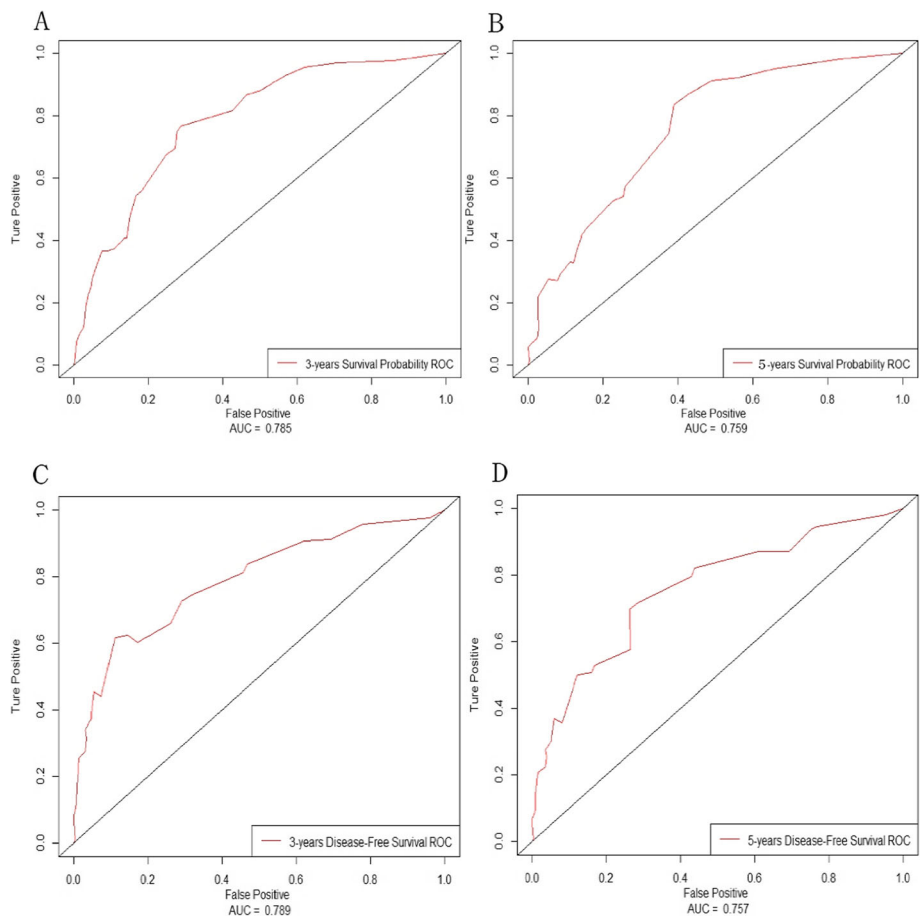 A
1.0
0.8
0.6
0.4
0.2
0.0
Ture Positive
3-years Survival Probability ROC
0.0 0.2 0.4 0.6 0.8 1.0
False Positive
AUC = 0.785
B
1.0
0.8
0.6
0.4
0.2
0.0
Ture Positive
5-years Survival Probability ROC
0.0 0.2 0.4 0.6 0.8 1.0
False Positive
AUC = 0.759
C
1.0
0.8
0.6
0.4
0.2
0.0
Ture Positive
3-years Disease-Free Survival ROC
0.0 0.2 0.4 0.6 0.8 1.0
False Positive
AUC = 0.789
D
1.0
0.8
0.6
0.4
0.2
0.0
Ture Positive
5-years Disease-Free Survival ROC
0.0 0.2 0.4 0.6 0.8 1.0
False Positive
AUC = 0.757